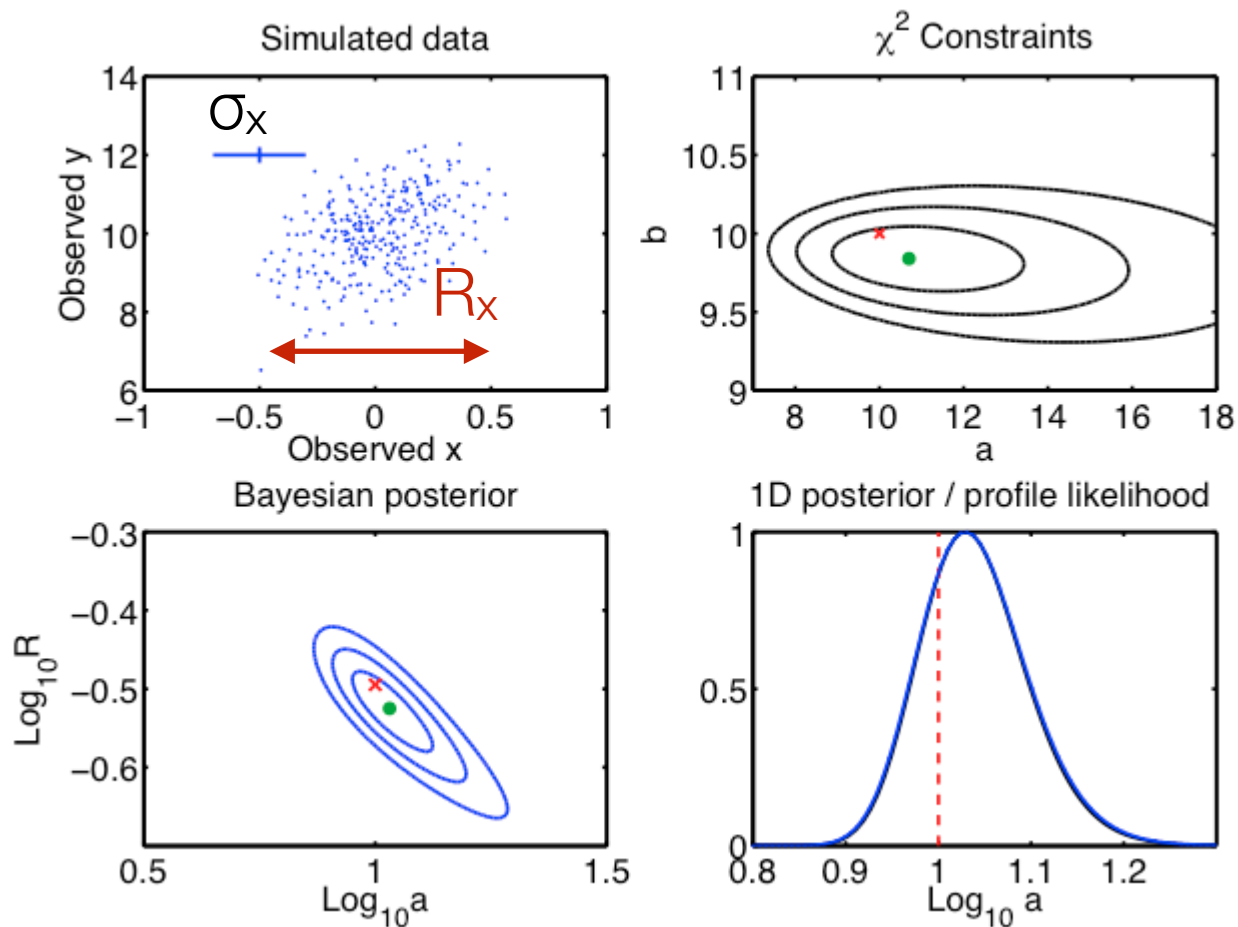 Simulated data
σx
Rx
14
12
10
8
6
Observed y
−1
−0.5
0
0.5
1
Observed x
χ2 Constraints
11
10.5
10
9.5
9
b
8
10
12
14
16
18
a
Bayesian posterior
−0.3
−0.4
−0.5
−0.6
Log10R
0.5
1
1.5
Log10a
1D posterior / profile likelihood
1
0.5
0
0.8
0.9
1
1.1
1.2
Log10 a